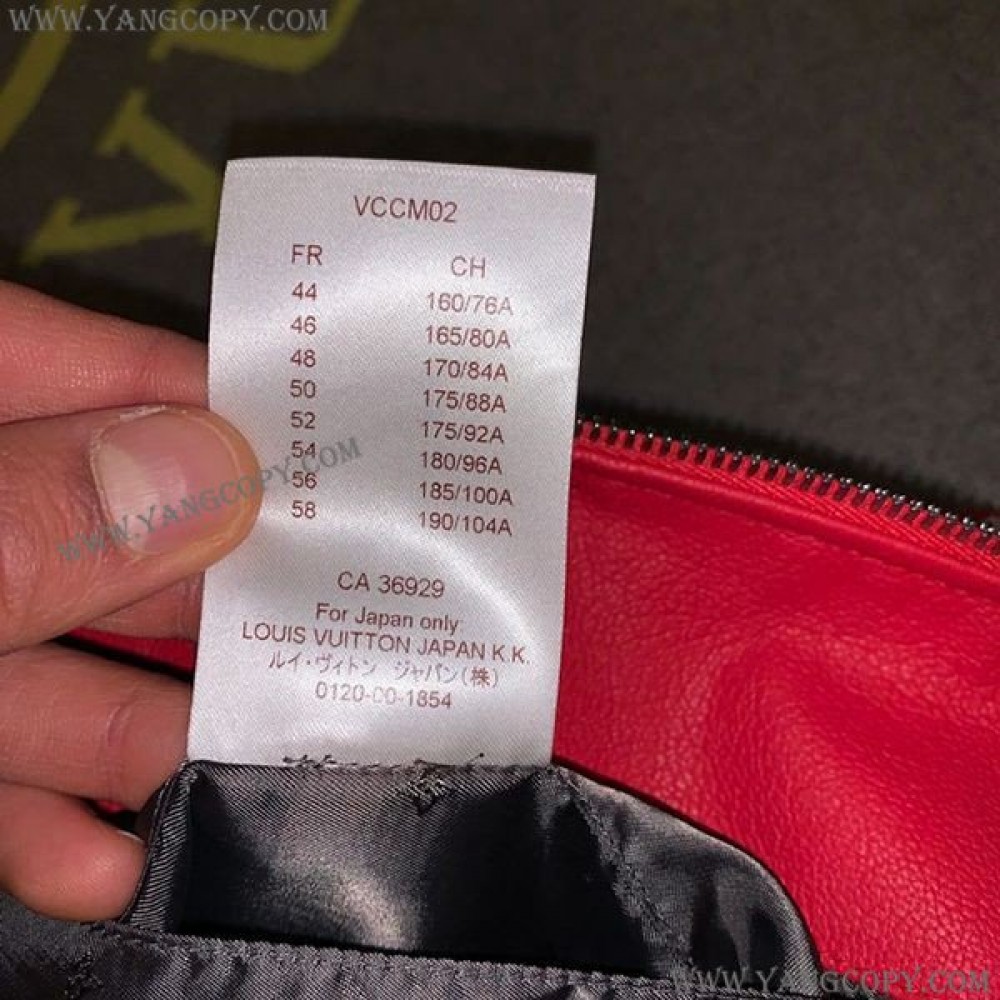 WWW.YANGCOPY.COM
WWW.YANGCOPY.COM
VCCM02
FR CH
44 160/76A
46 165/80A
48 170/84A
50 175/88A
52 175/92A
54 180/96A
56 185/100A
58 190/104A
WWW.YANGCOPY.COM
CA 36929
For Japan only:
LOUIS VUITTON JAPAN K.K.
ルイ・ヴィトン ジャパン(株)
0120-00-1854
WWW.YANGCOPY.COM